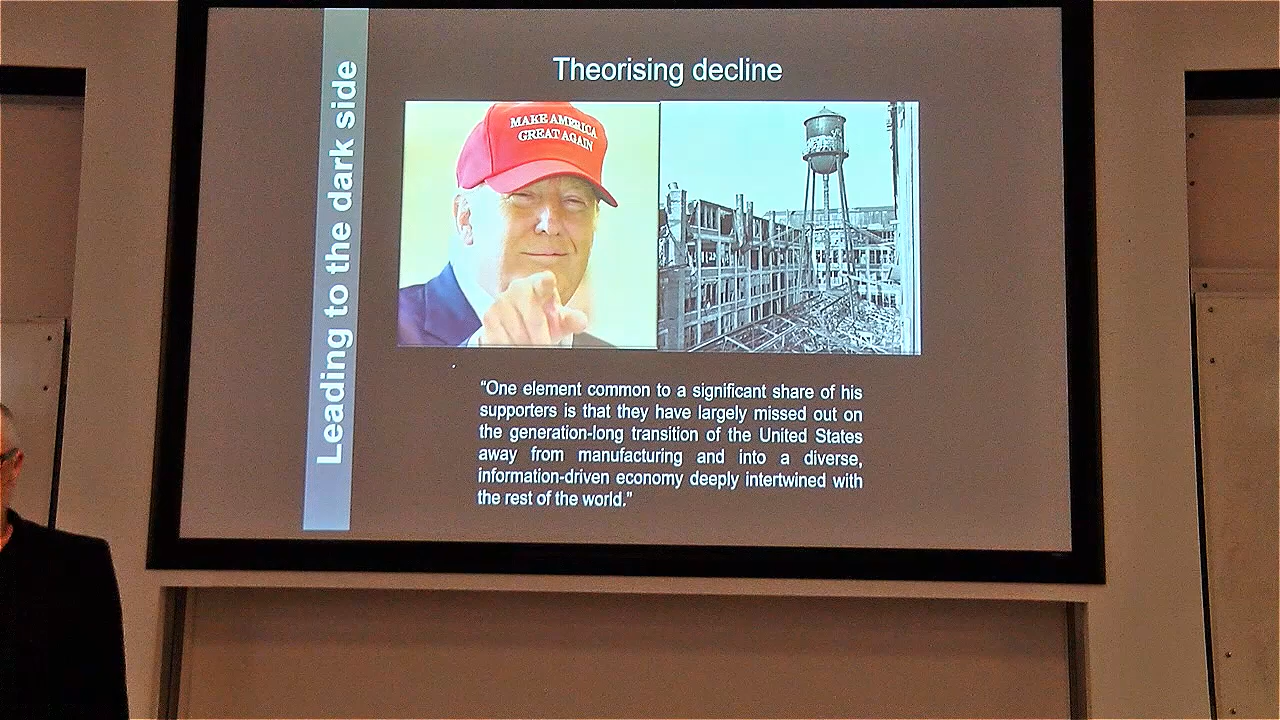 Theorising decline
Leading to the dark side
MAKE AMERICA
GREAT AGAIN
“One element common to a significant share of his
supporters is that they have largely missed out on
the generation-long transition of the United States
away from manufacturing and into a diverse,
information-driven economy deeply intertwined with
the rest of the world.”